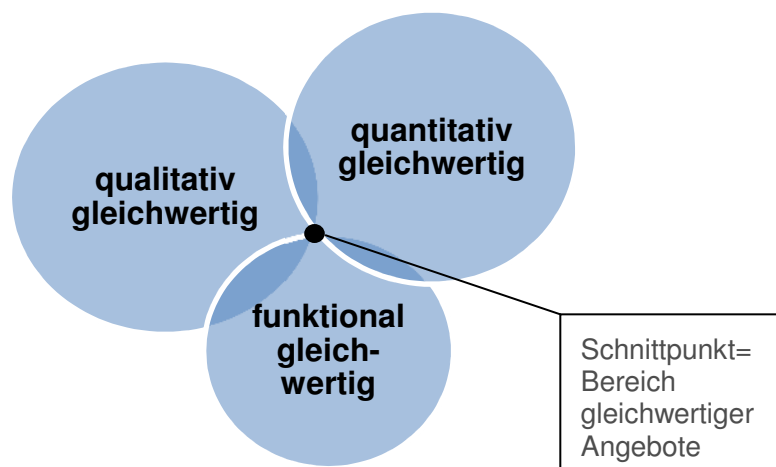 quantitativ
gleichwertig
qualitativ
gleichwertig
funktional
gleich-
wertig
Schnittpunkt=
Bereich
gleichwertiger
Angebote